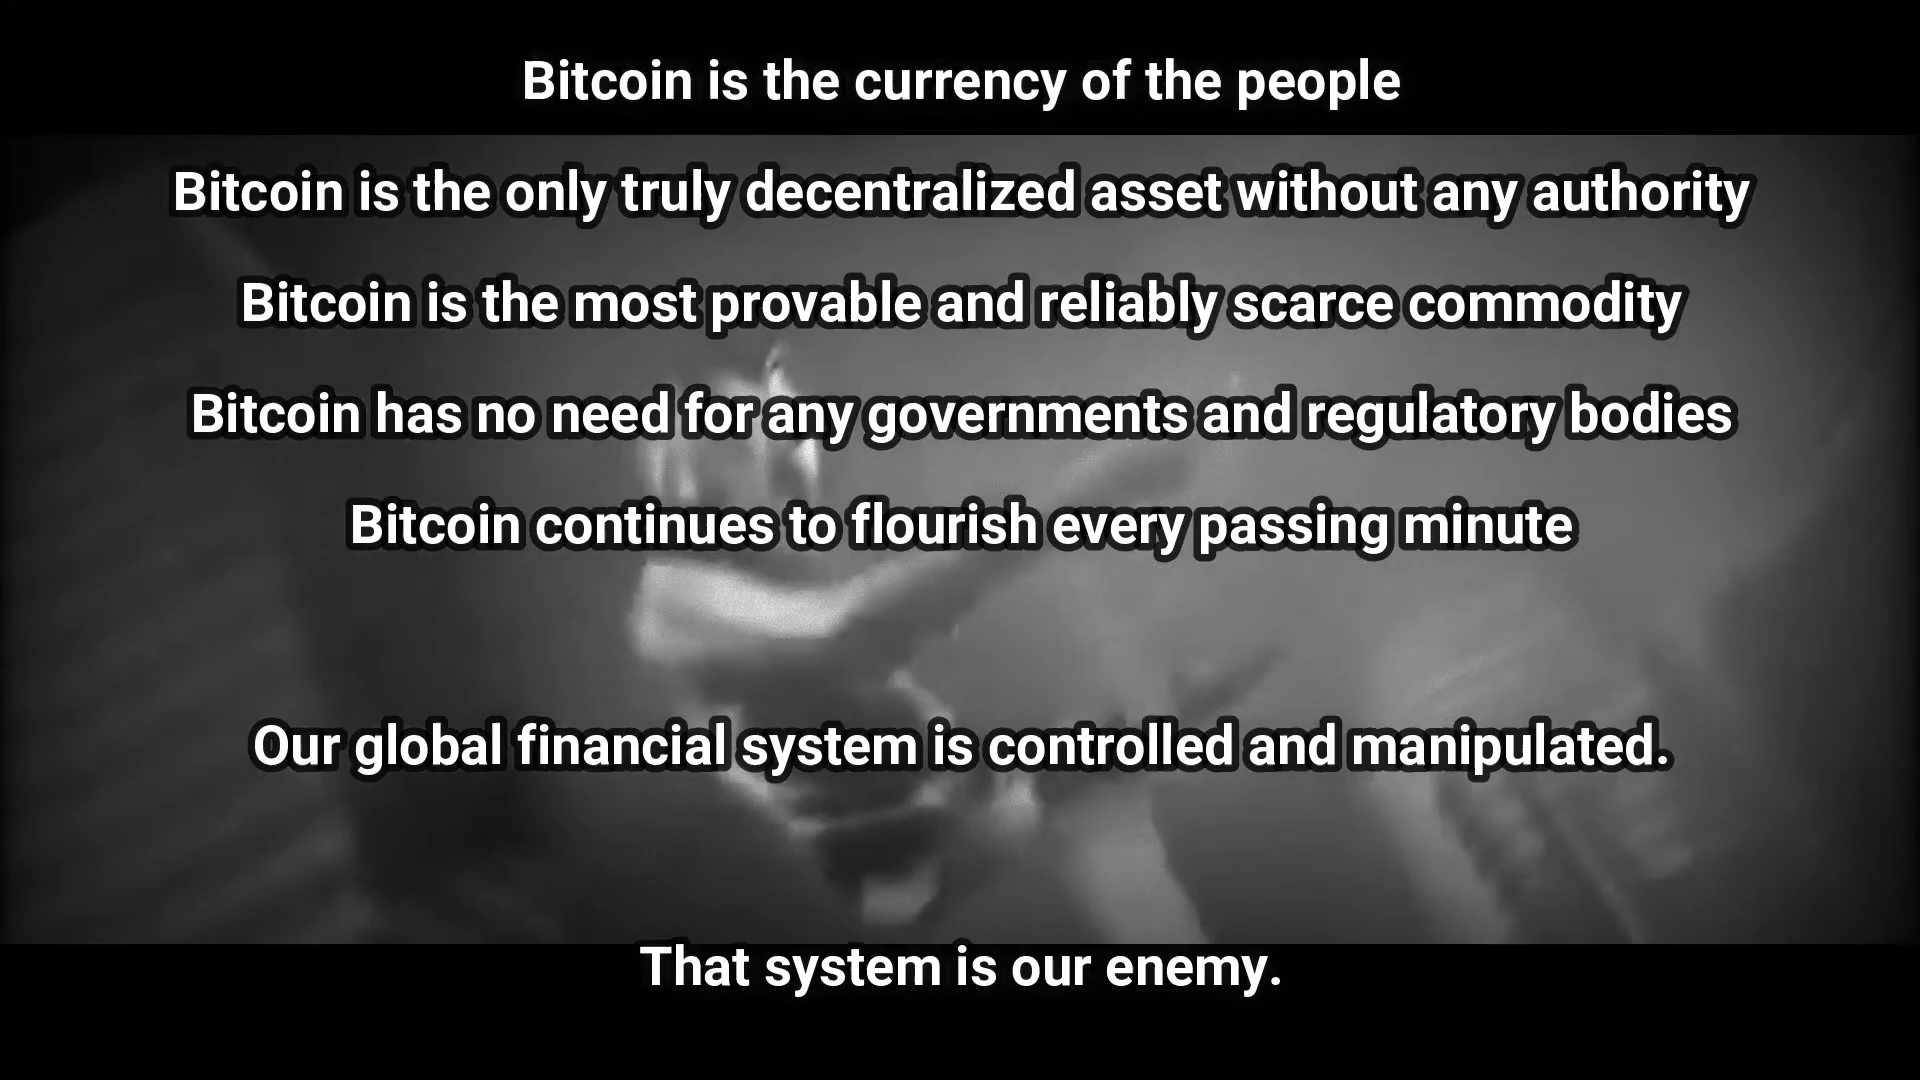 Bitcoin is the currency of the people
Bitcoin is the only truly decentralized asset without any authority
Bitcoin is the most provable and reliably scarce commodity
Bitcoin has no need for any governments and regulatory bodies
Bitcoin continues to flourish every passing minute
Our global financial system is controlled and manipulated.
That system is our enemy.